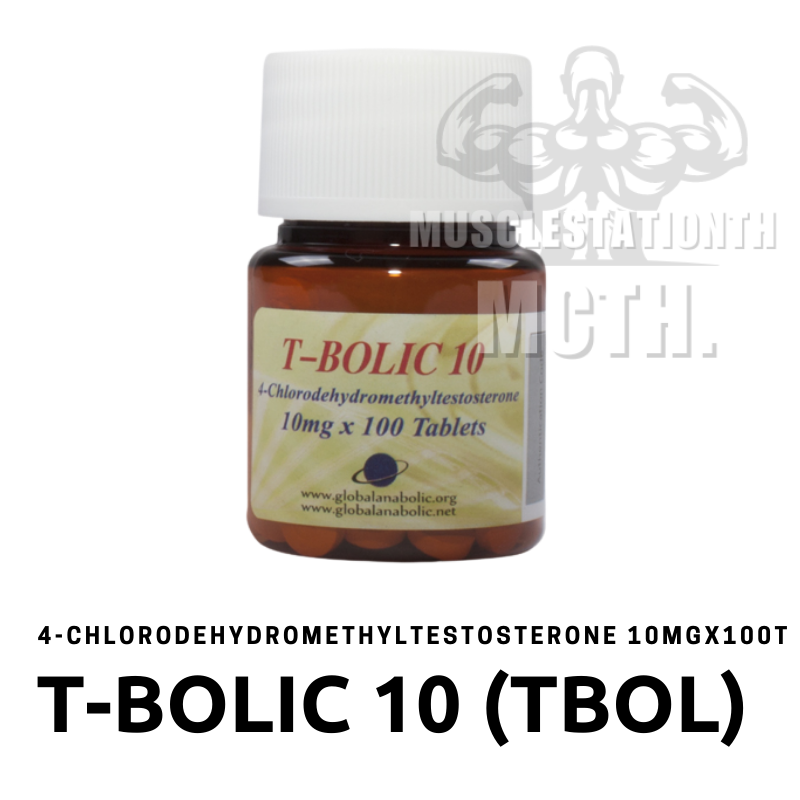 MUSCLESTATIONTH
M.CTH.
T-BOLIC 10
4-Chlorodehydromethyltestosterone
10mg x 100 Tablets
www.globalanabolic.org
www.globalanabolic.net
4-CHLORODEHYDROMETHYLTESTOSTERONE 10MGX100T
T-BOLIC 10 (TBOL)